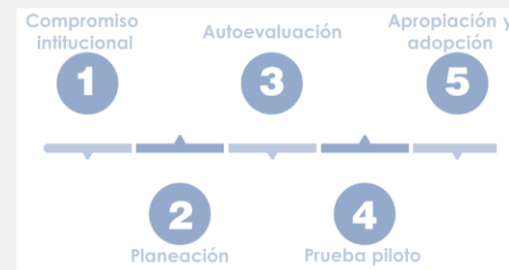 Compromiso
intitucional
1
Planeación
2
Autoevaluación
3
Prueba piloto
4
Apropiación y
adopción
5